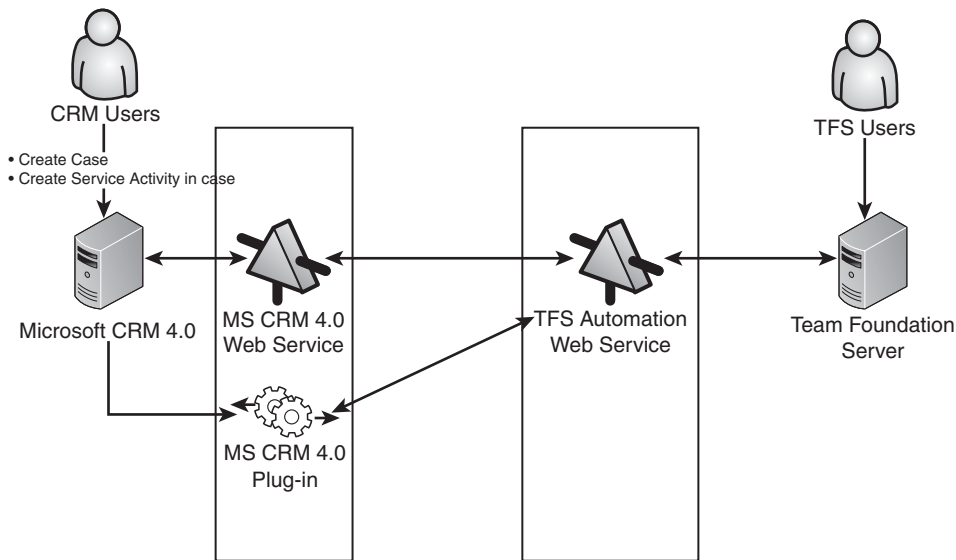 CRM Users
TFS Users
• Create Case
• Create Service Activity in case
Microsoft CRM 4.0
MS CRM 4.0
Web Service
TFS Automation
Web Service
Team Foundation
Server
MS CRM 4.0
Plug-in